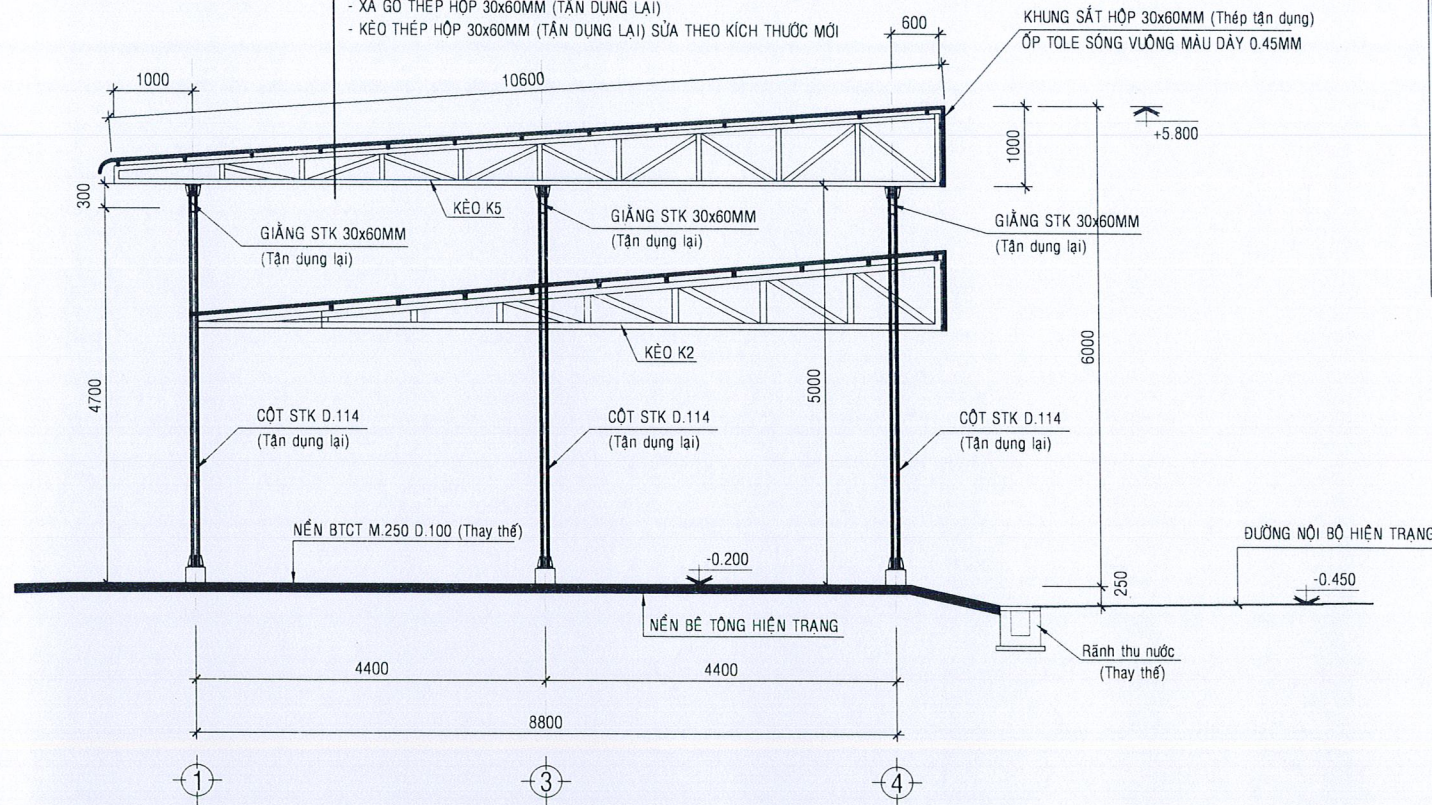 - XÀ GỒ THÉP HỘP 30x60MM (TẬN DỤNG LẠI)
- KÈO THÉP HỘP 30x60MM (TẬN DỤNG LẠI) SỬA THEO KÍCH THƯỚC MỚI
600
KHUNG SẮT HỘP 30x60MM (Thép tận dụng)
ỐP TOLE SÓNG VUÔNG MÀU DÀY 0.45MM
1000
10600
1000
+5.800
300
KÈO K5
GIẰNG STK 30x60MM
(Tận dụng lại)
GIẰNG STK 30x60MM
(Tận dụng lại)
GIẰNG STK 30x60MM
(Tận dụng lại)
KÈO K2
4700
5000
6000
CỘT STK D.114
(Tận dụng lại)
CỘT STK D.114
(Tận dụng lại)
CỘT STK D.114
(Tận dụng lại)
NỀN BTCT M.250 D.100 (Thay thế)
-0.200
250
ĐƯỜNG NỘI BỘ HIỆN TRẠNG
-0.450
NỀN BÊ TÔNG HIỆN TRẠNG
Rãnh thu nước
(Thay thế)
4400
4400
8800
1
3
4